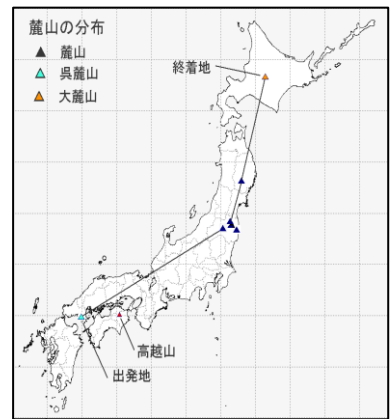 麓山の分布
麓山
呉麓山
大麓山
終着地
高越山
出発地